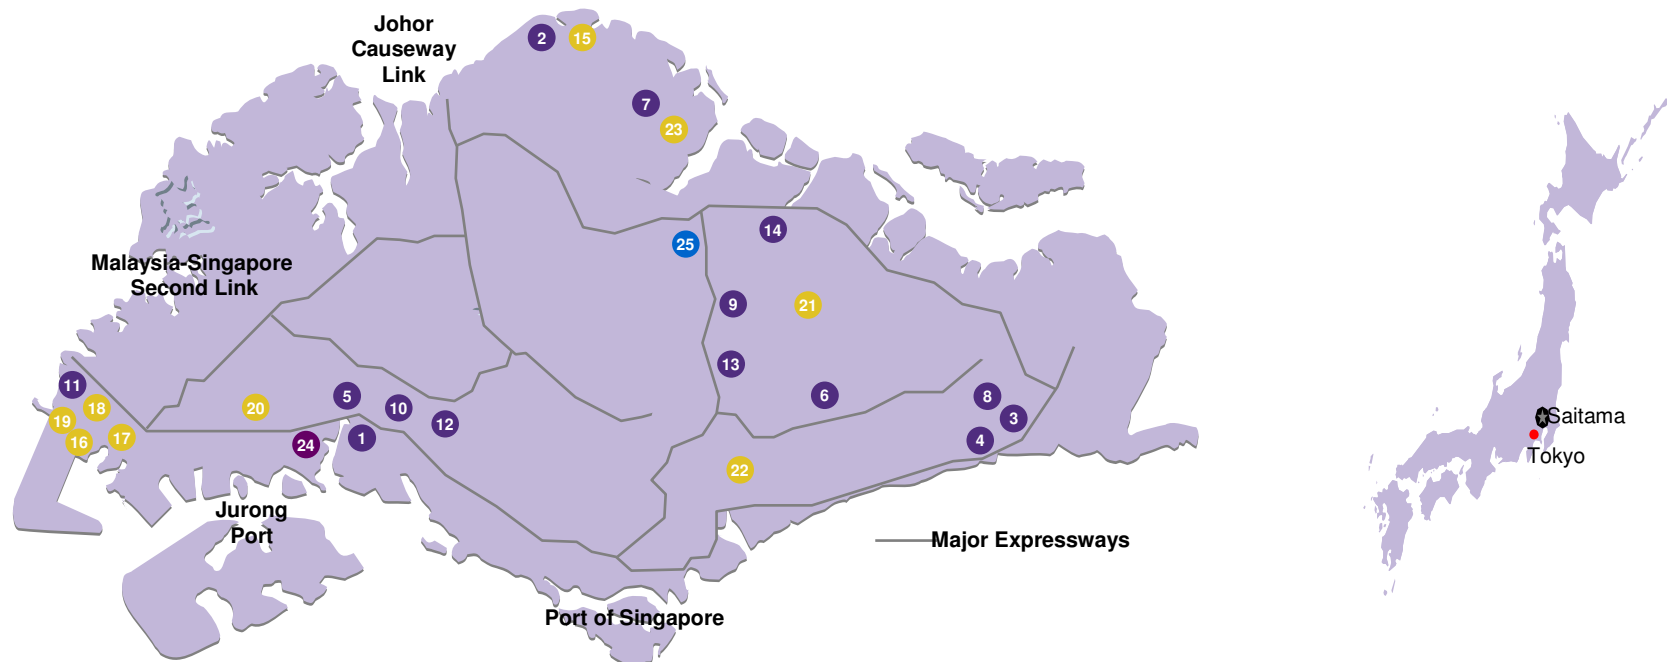 Johor
Causeway
Link
2
15
7
23
14
25
Malaysia-Singapore
Second Link
9
21
13
11
18
19
16
17
20
5
10
12
1
24
6
8
3
4
22
Jurong
Port
Major Expressways
Port of Singapore
Saitama
Tokyo